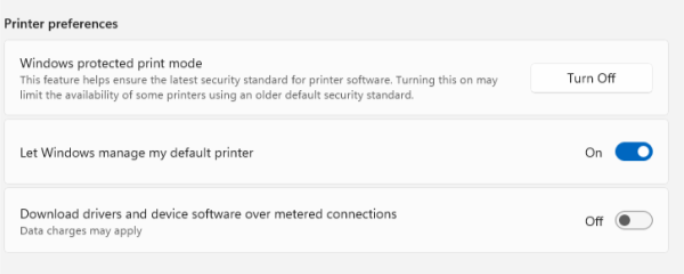 Printer preferences
Windows protected print mode
This feature helps ensure the latest security standard for printer software. Turning this on may
limit the availability of some printers using an older default security standard.
Turn Off
Let Windows manage my default printer
On
Download drivers and device software over metered connections
Data charges may apply
Off